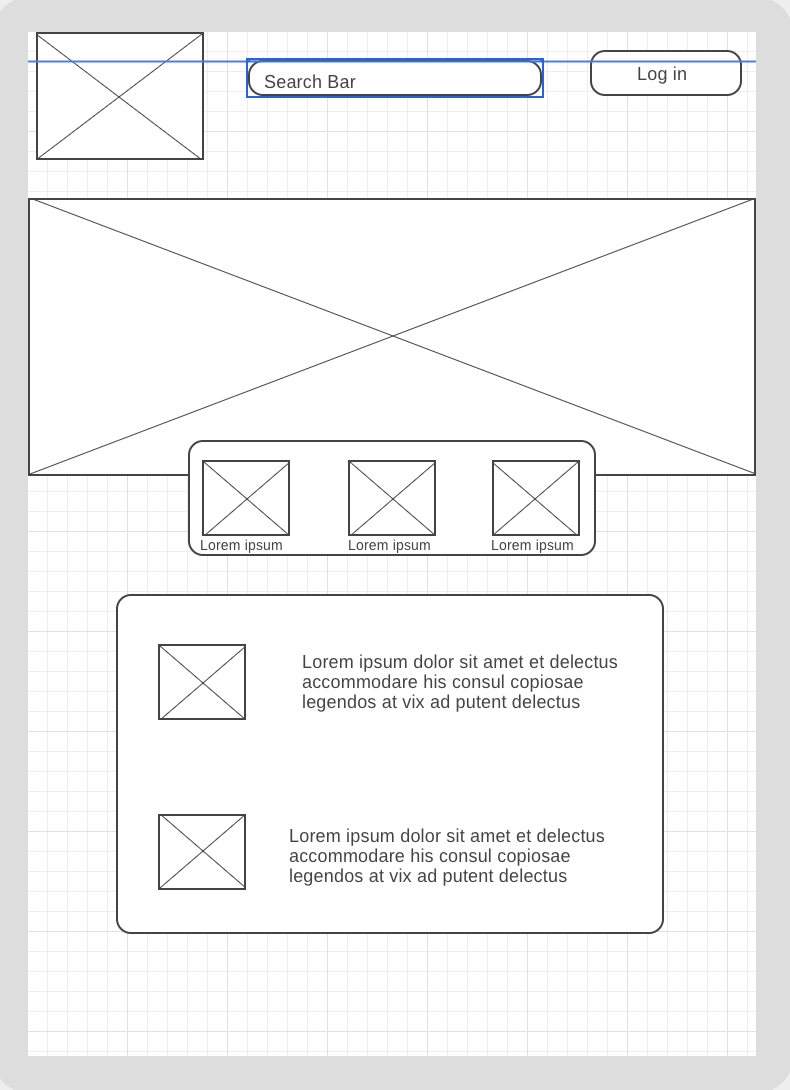 Search Bar
Log in
Lorem ipsum
Lorem ipsum
Lorem ipsum
Lorem ipsum dolor sit amet et delectus
accommodare his consul copiosae
legendos at vix ad putent delectus
Lorem ipsum dolor sit amet et delectus
accommodare his consul copiosae
legendos at vix ad putent delectus